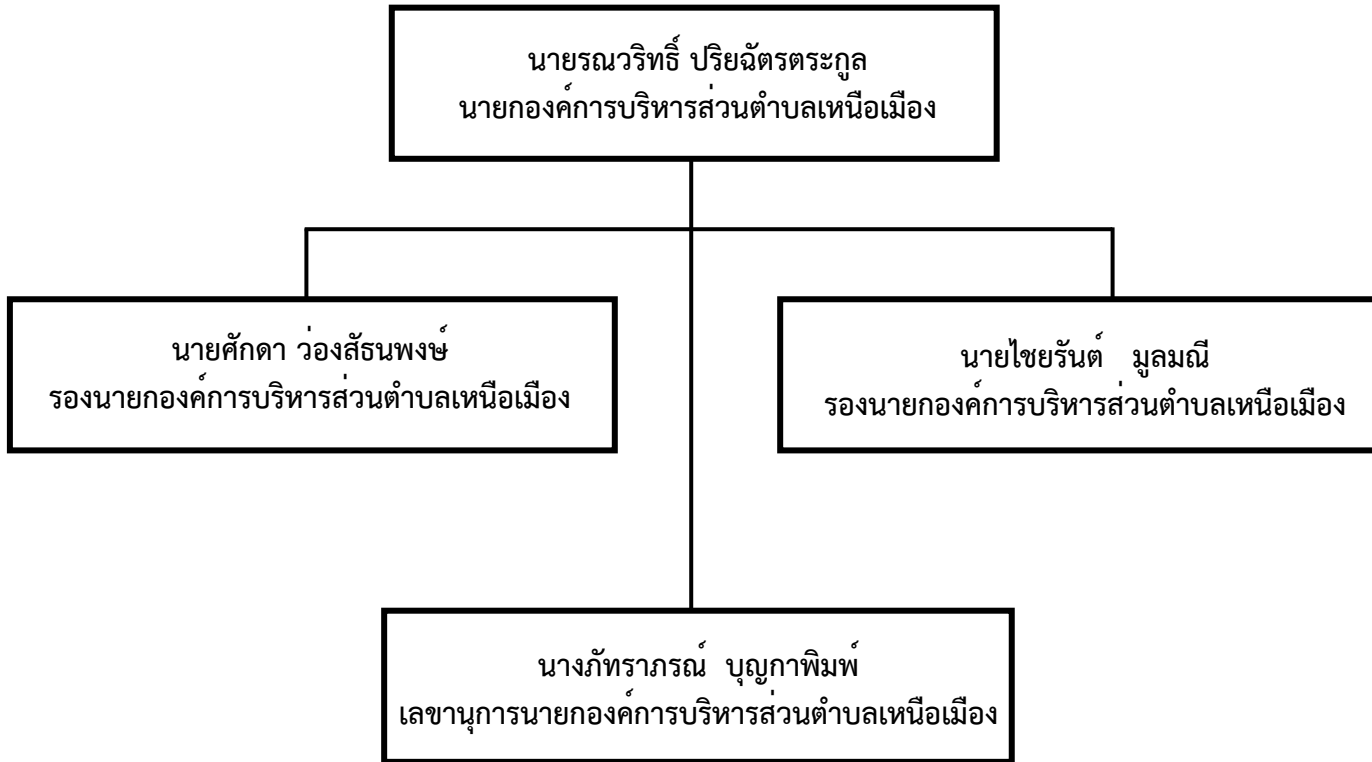 นายรณวริทธิ์ ปริยฉัตรตระกูล
นายกองค์การบริหารส่วนตำบลเหนือเมือง
นายศักดา ว่องสัธนพงษ์
รองนายกองค์การบริหารส่วนตำบลเหนือเมือง
นายไชยรันต์ มูลมณี
รองนายกองค์การบริหารส่วนตำบลเหนือเมือง
นางภัทราภรณ์ บุญกาพิมพ์
เลขานุการนายกองค์การบริหารส่วนตำบลเหนือเมือง